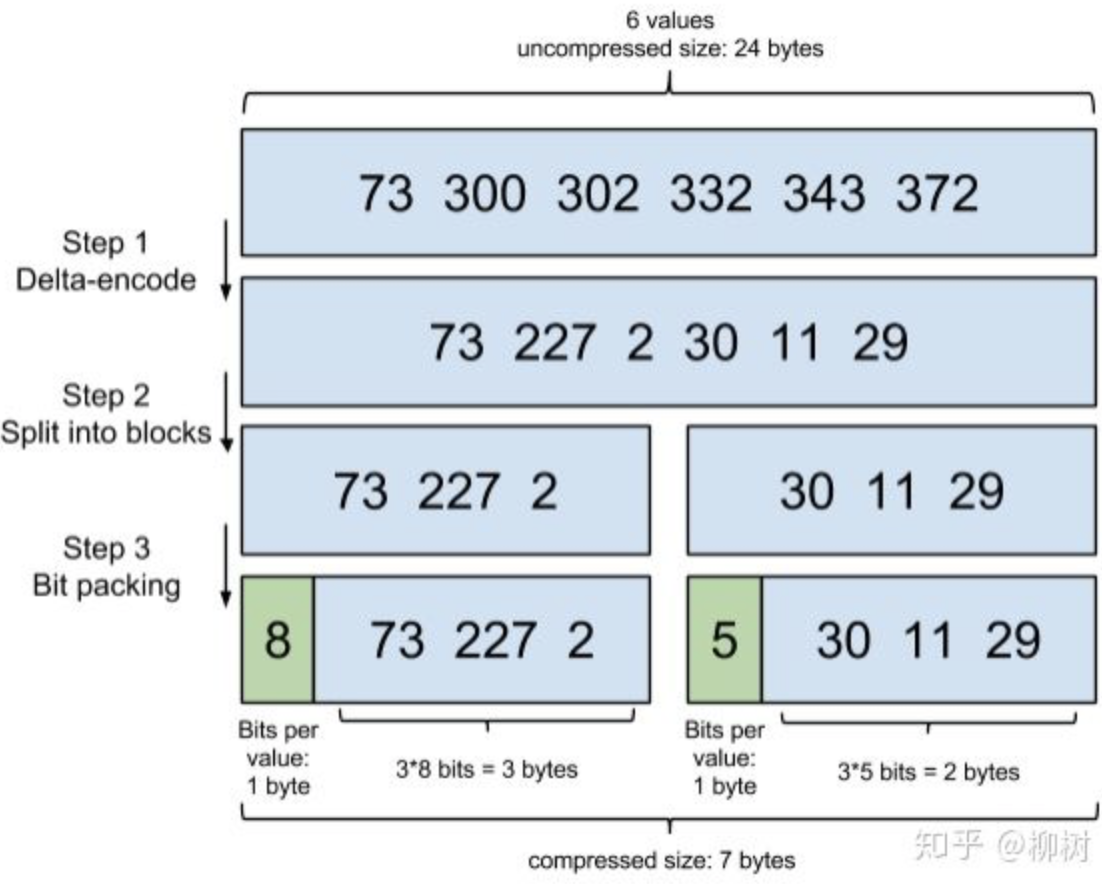 6 values
uncompressed size: 24 bytes
73 300 302 332 343 372
Step 1
Delta-encode
73 227 2 30 11 29
Step 2
Split into blocks
73 227 2
30 11 29
Step 3
Bit packing
8
73 227 2
5
30 11 29
Bits per
value:
1 byte
3*8 bits = 3 bytes
Bits per
value:
1 byte
3*5 bits = 2 bytes
compressed size: 7 bytes
知乎 @柳树